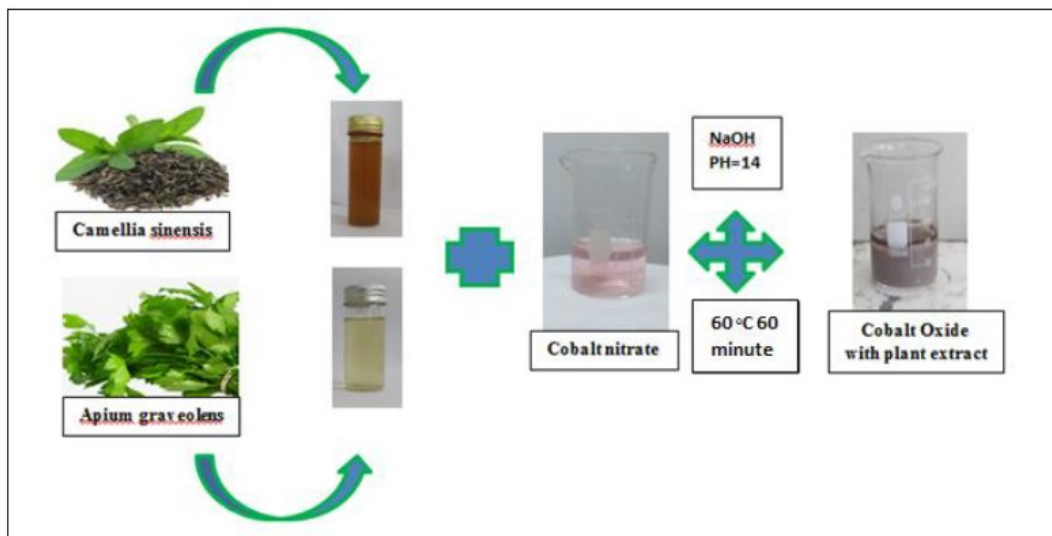 Camellia sinensis
Apium graveolens
Cobalt nitrate
NaOH
PH=14
60 °C 60
minute
Cobalt Oxide
with plant extract